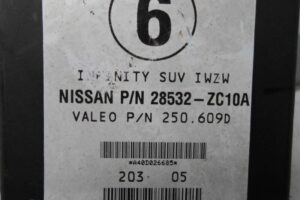 6
INFINITY SUV IWZW
NISSAN P/N 28532-ZC10A
VALEO P/N 250.609D
*A40D026685*
203 05